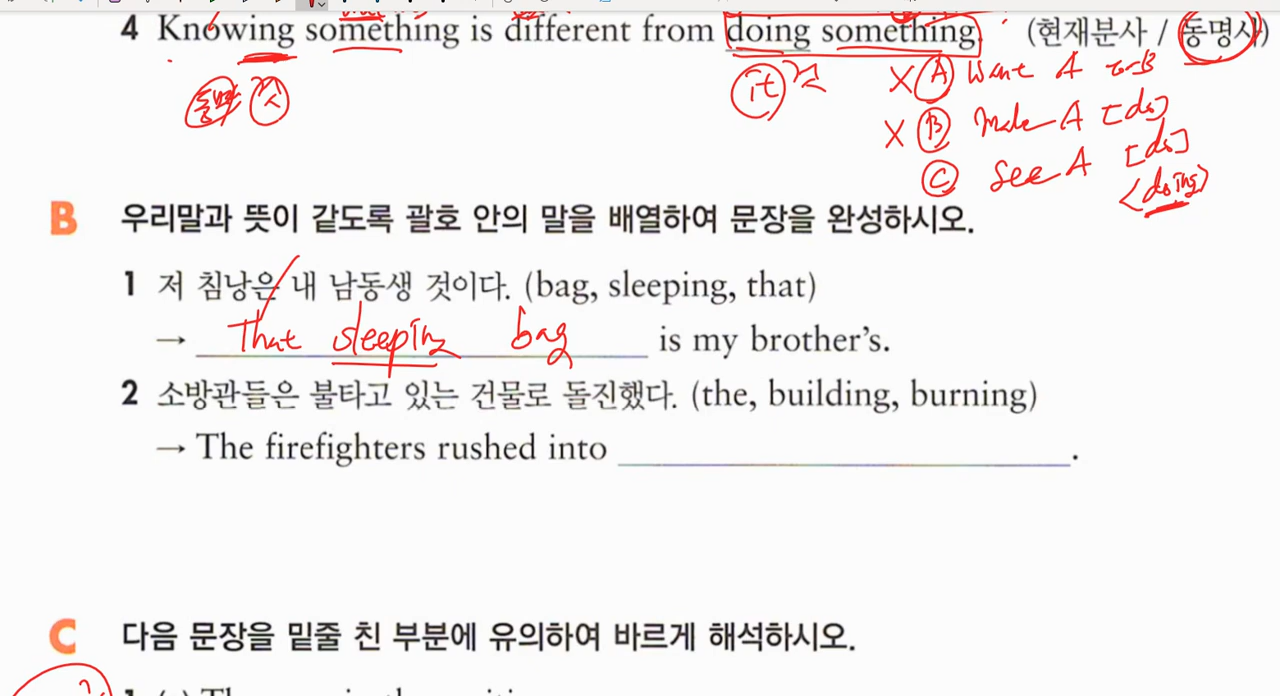 4 Knowing something is different from doing something (현재분사 / 동명사)
것 it 것 X Ⓐ want A to-B
X Ⓑ make A [do]
Ⓒ see A [do]
<doing>
B 우리말과 뜻이 같도록 괄호 안의 말을 배열하여 문장을 완성하시오.
1 저 침낭은 내 남동생 것이다. (bag, sleeping, that)
→ That sleeping bag is my brother's.
2 소방관들은 불타고 있는 건물로 돌진했다. (the, building, burning)
→ The firefighters rushed into ____________.
C 다음 문장을 밑줄 친 부분에 유의하여 바르게 해석하시오.